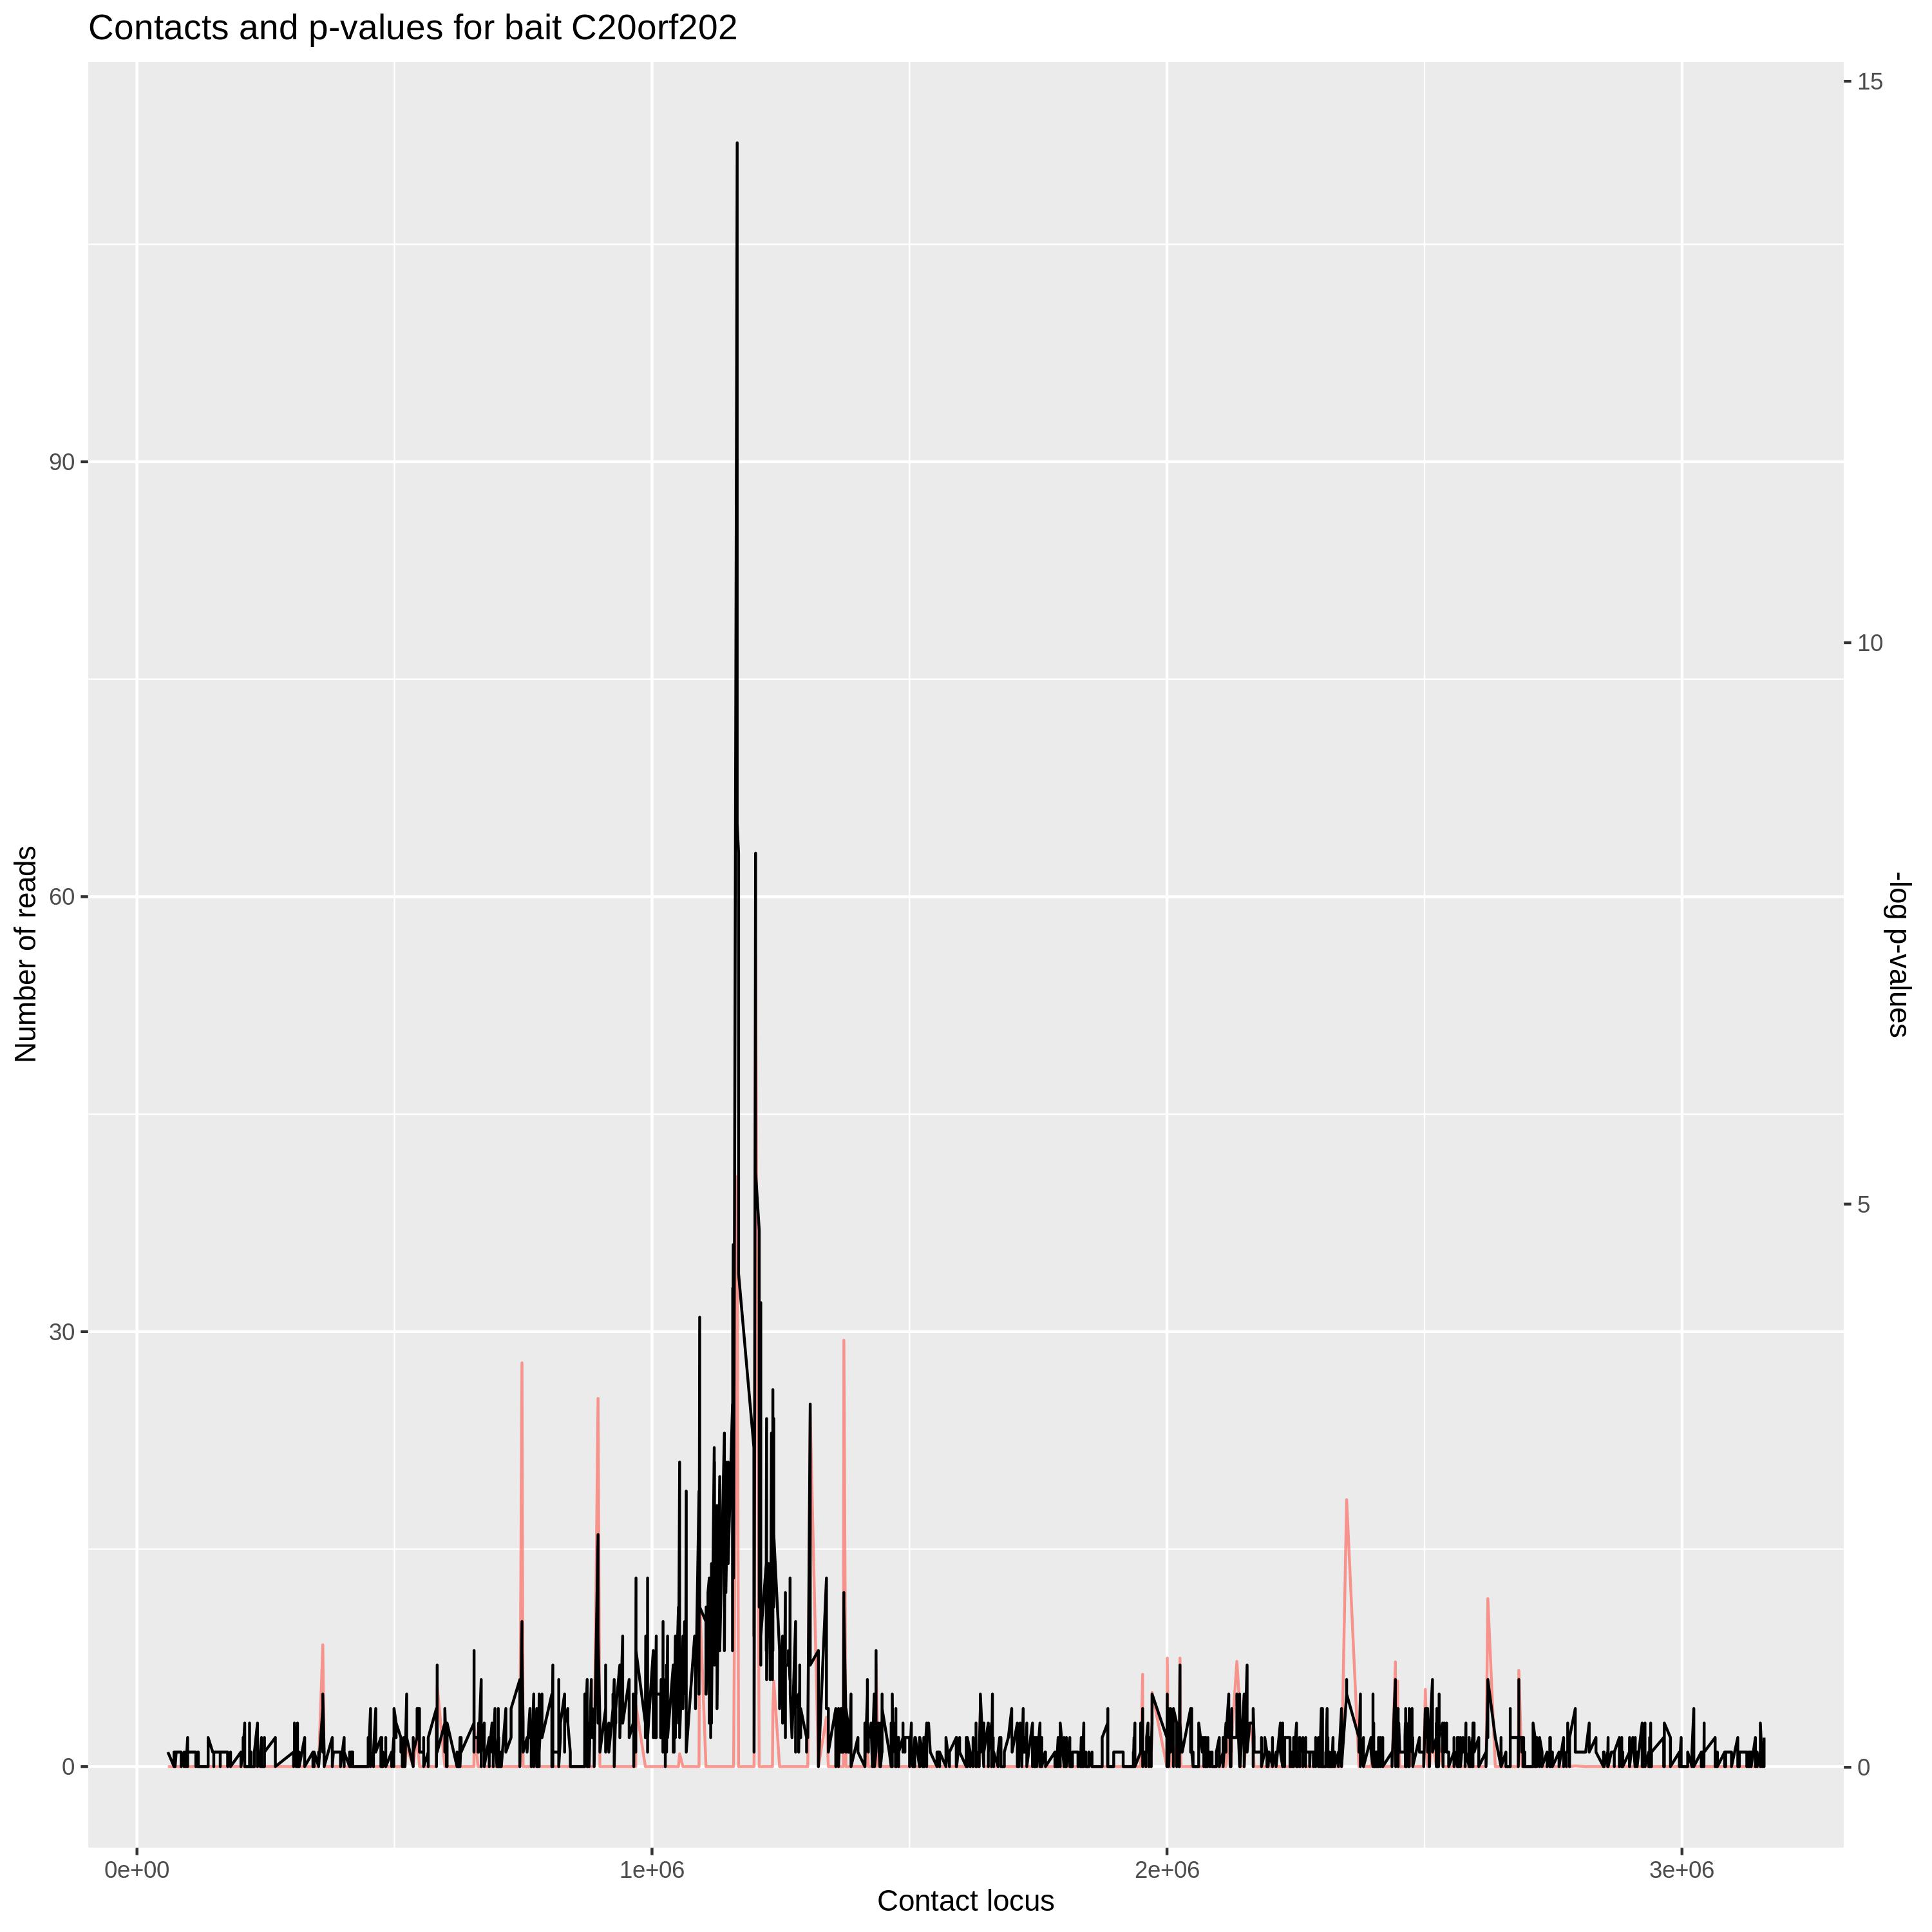 Contacts and p-values for bait C20orf202
15
90
10
Number of reads
-log p-values
60
5
30
0
0
0e+00
1e+06
2e+06
3e+06
Contact locus